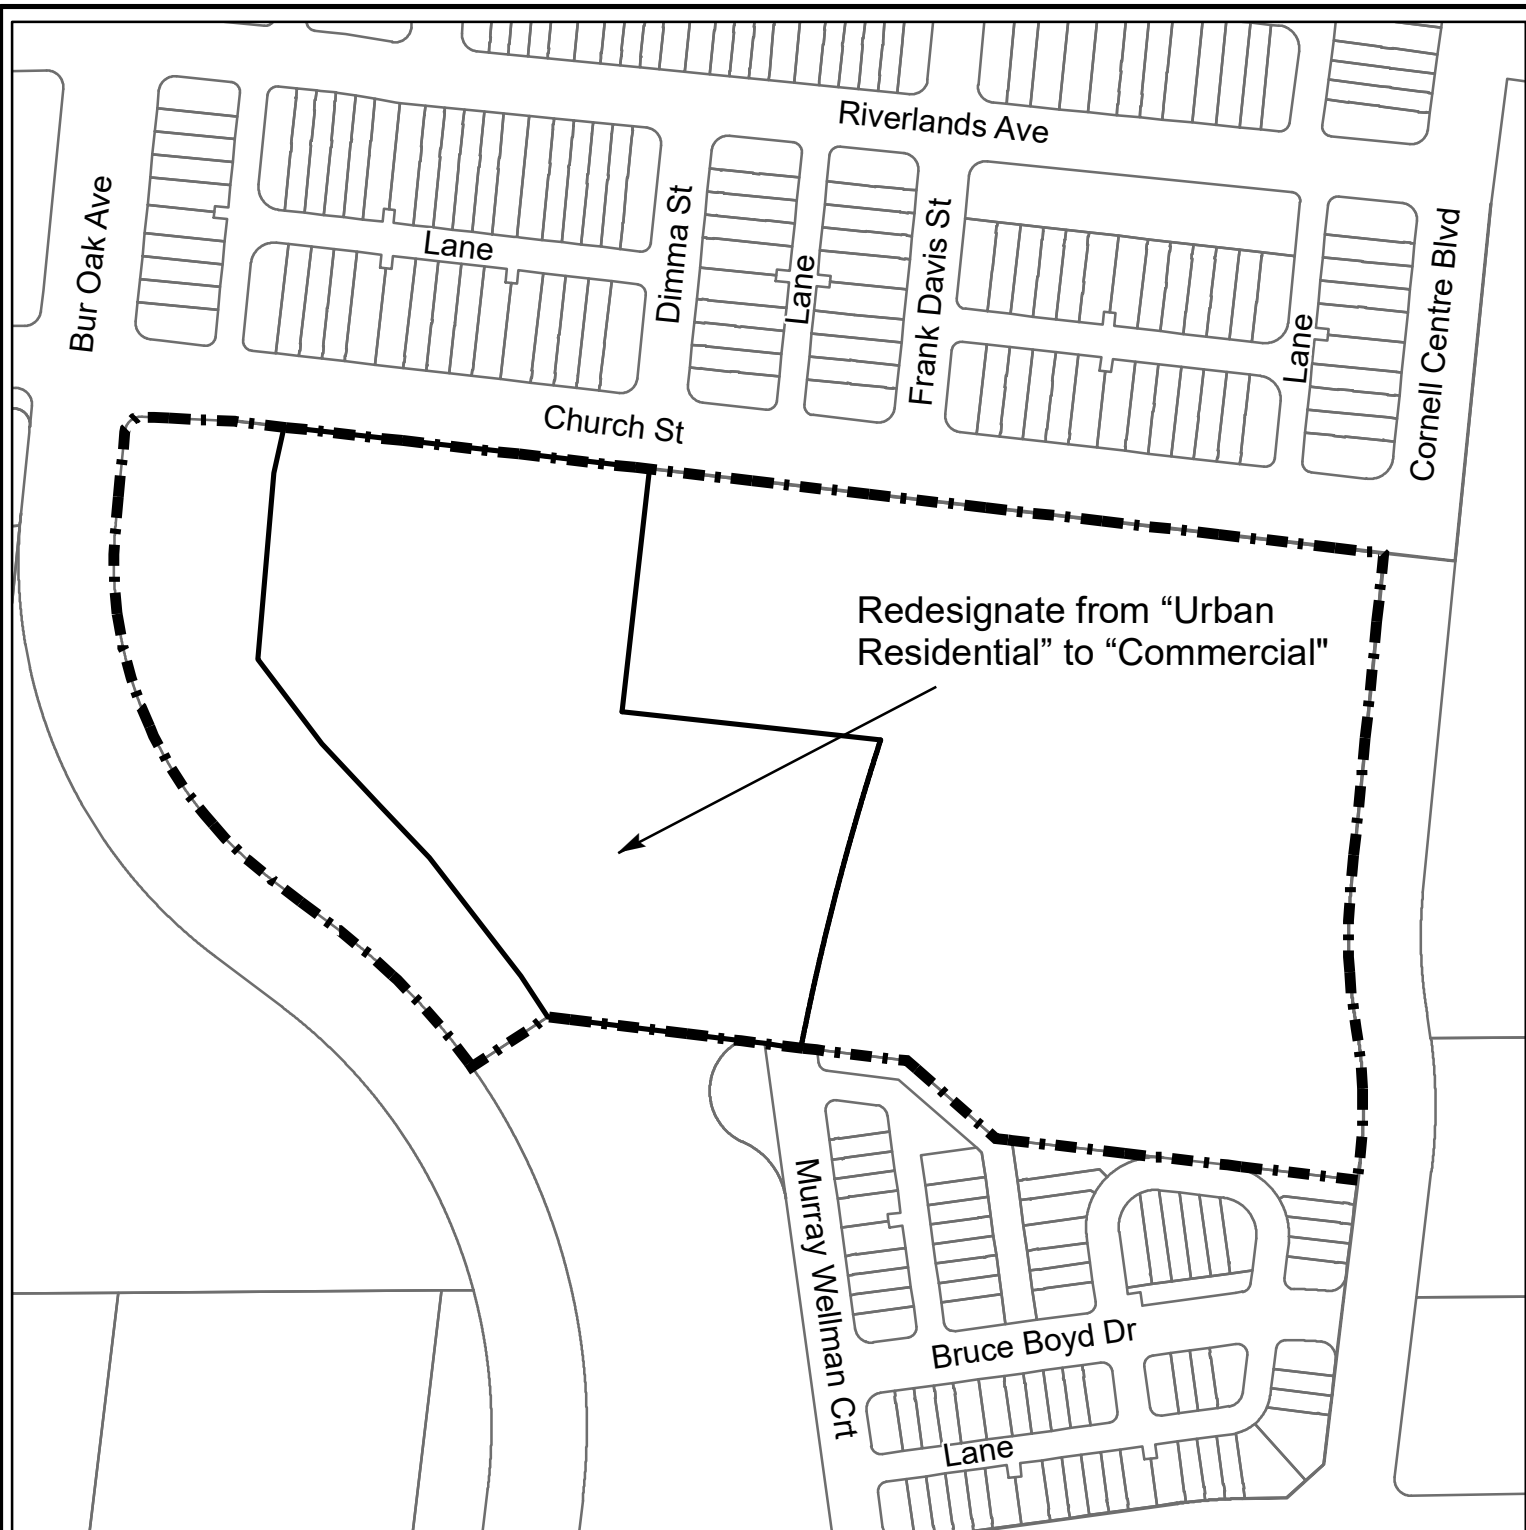 Riverlands Ave
Bur Oak Ave
Lane
Dimma St
Lane
Frank Davis St
Lane
Cornell Centre Blvd
Church St
Redesignate from “Urban
Residential” to “Commercial"
Murray Wellman Crt
Bruce Boyd Dr
Lane